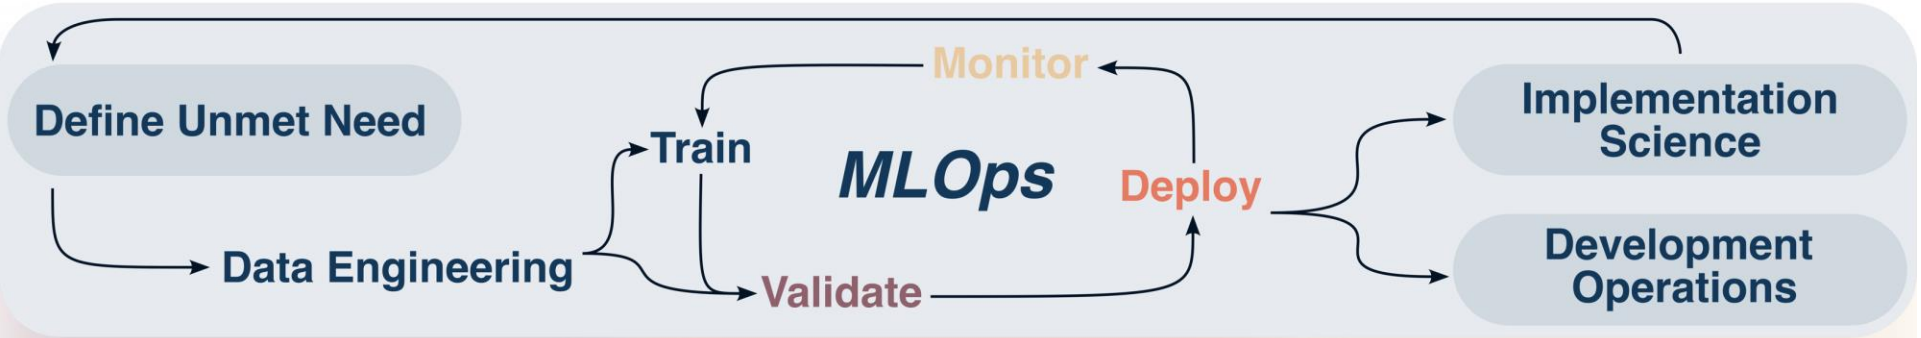 Monitor
Define Unmet Need
Train
MLOps
Deploy
Data Engineering
Validate
Implementation
Science
Development
Operations